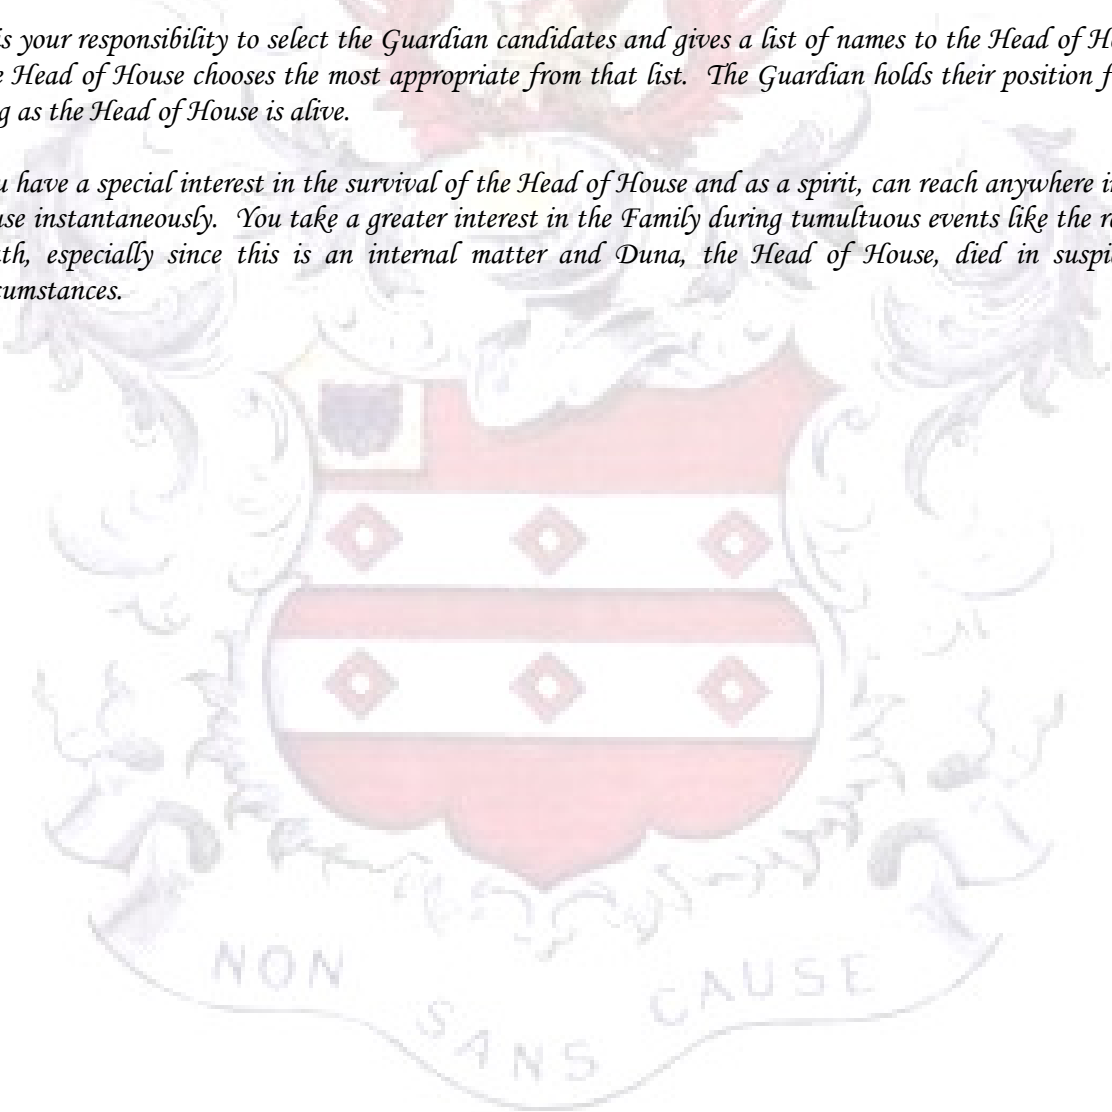 is your responsibility to select the Guardian candidates and gives a list of names to the Head of
Head of House chooses the most appropriate from that list. The Guardian holds their position
as the Head of House is alive.
have a special interest in the survival of the Head of House and as a spirit, can reach anywhere
instantaneously. You take a greater interest in the Family during tumultuous events like the
especially since this is an internal matter and Duna, the Head of House, died in
NON SANS CAUSE